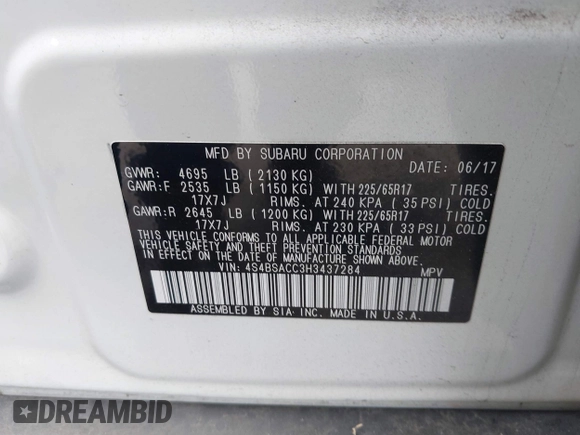 MFD BY SUBARU CORPORATION
DATE: 06/17
GVWR: 4695 LB (2130 KG)
GAWR:F 2535 LB (1150 KG) WITH 225/65R17 TIRES.
17X7J RIMS. AT 240 KPA (35 PSI) COLD
GAWR:R 2645 LB (1200 KG) WITH 225/65R17 TIRES.
17X7J RIMS. AT 230 KPA (33 PSI) COLD
THIS VEHICLE CONFORMS TO ALL APPLICABLE FEDERAL MOTOR
VEHICLE SAFETY AND THEFT PREVENTION STANDARDS
IN EFFECT ON THE DATE OF MANUFACTURE SHOWN ABOVE.
VIN: 4S4BSACC3H3437284 MPV
ASSEMBLED BY SIA INC. MADE IN U.S.A.
DREAMBID